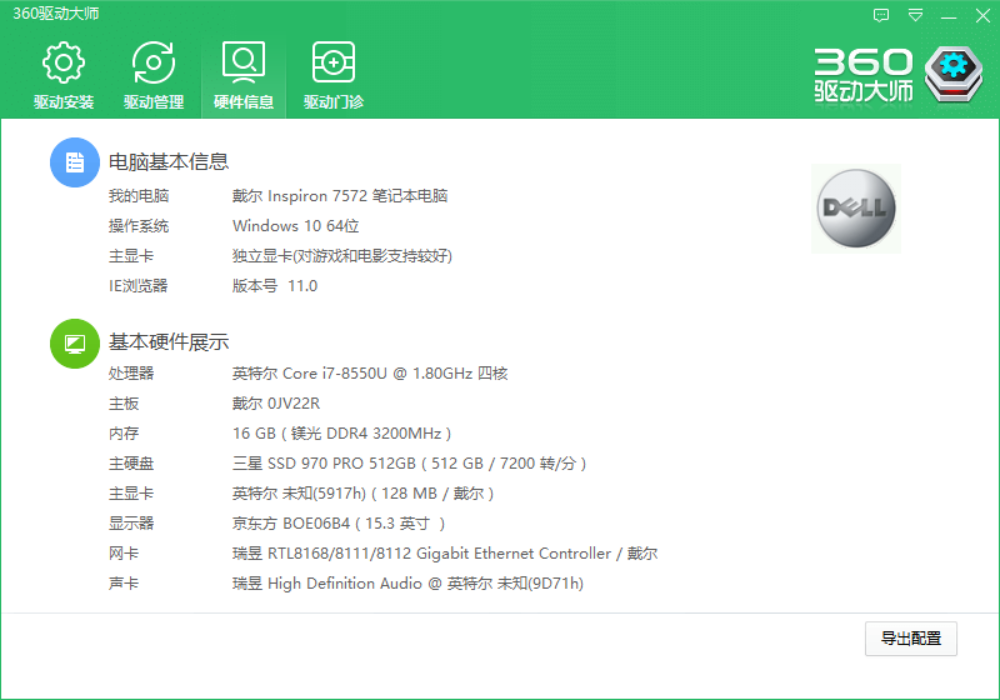 360驱动大师
驱动安装 驱动管理 硬件信息 驱动门诊
360
驱动大师
电脑基本信息
我的电脑 戴尔 Inspiron 7572 笔记本电脑
操作系统 Windows 10 64位
主显卡 独立显卡(对游戏和电影支持较好)
IE浏览器 版本号 11.0
DELL
基本硬件展示
处理器 英特尔 Core i7-8550U @ 1.80GHz 四核
主板 戴尔 0JV22R
内存 16 GB ( 镁光 DDR4 3200MHz )
主硬盘 三星 SSD 970 PRO 512GB ( 512 GB / 7200 转/分 )
主显卡 英特尔 未知(5917h) ( 128 MB / 戴尔 )
显示器 京东方 BOE06B4 ( 15.3 英寸 )
网卡 瑞昱 RTL8168/8111/8112 Gigabit Ethernet Controller / 戴尔
声卡 瑞昱 High Definition Audio @ 英特尔 未知(9D71h)
导出配置